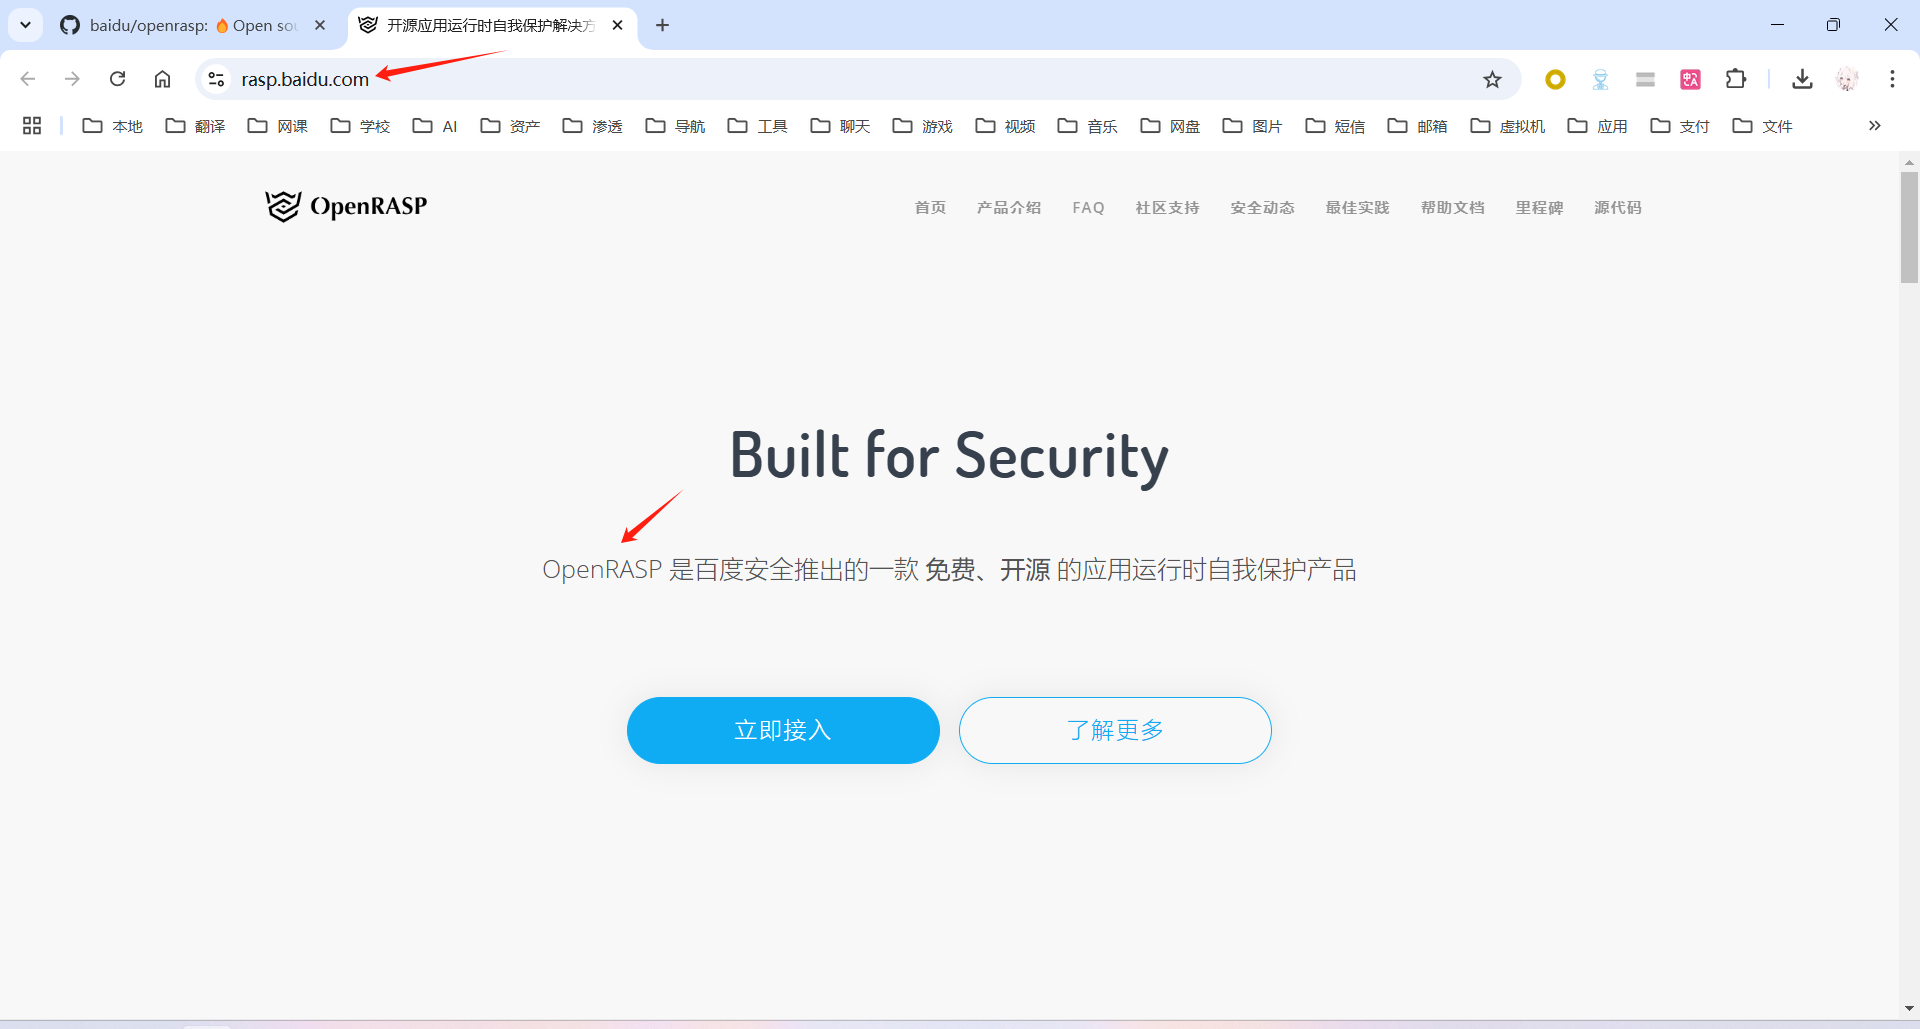 baidu/openrasp: 🔥 Open sou
开源应用运行时自我保护解决方
rasp.baidu.com
本地 翻译 网课 学校 AI 资产 渗透 导航 工具 聊天 游戏 视频 音乐 网盘 图片 短信 邮箱 虚拟机 应用 支付 文件
OpenRASP
首页 产品介绍 FAQ 社区支持 安全动态 最佳实践 帮助文档 里程碑 源代码
Built for Security
OpenRASP 是百度安全推出的一款 免费、开源 的应用运行时自我保护产品
立即接入 了解更多